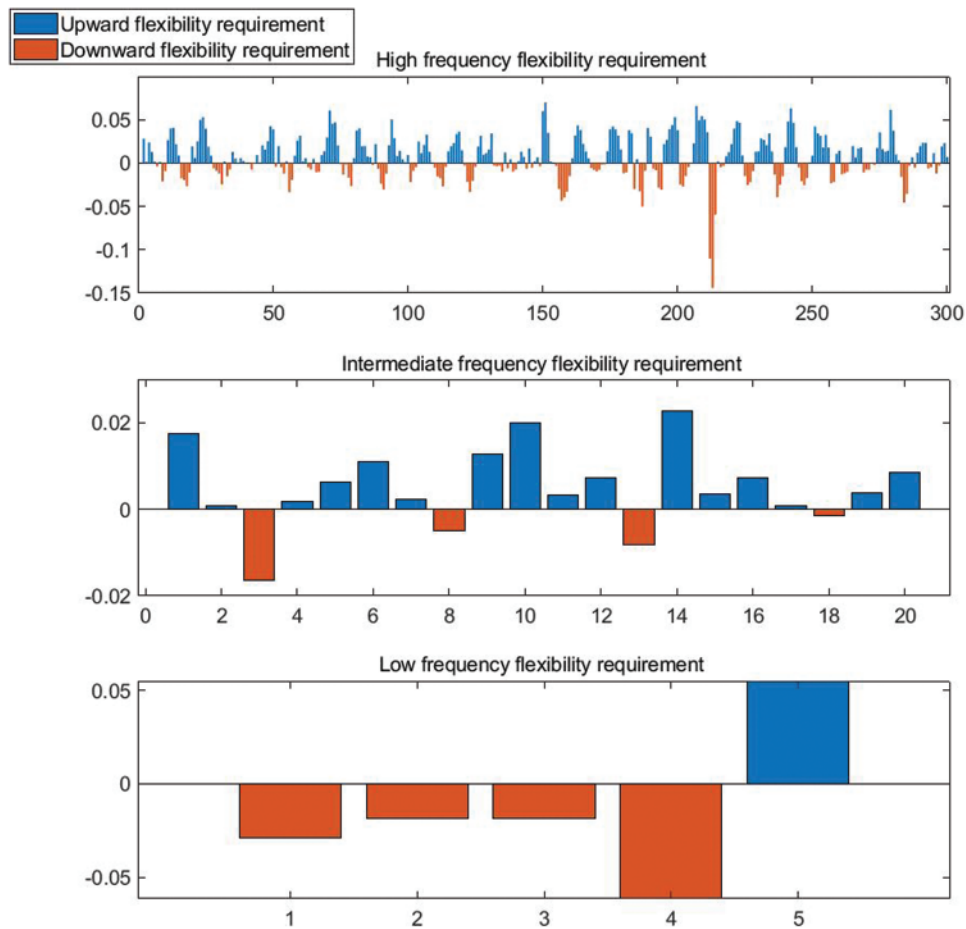 Upward flexibility requirement
Downward flexibility requirement
High frequency flexibility requirement
0.05
0
-0.05
-0.1
-0.15
0 50 100 150 200 250 300
Intermediate frequency flexibility requirement
0.02
0
-0.02
0 2 4 6 8 10 12 14 16 18 20
Low frequency flexibility requirement
0.05
0
-0.05
1 2 3 4 5